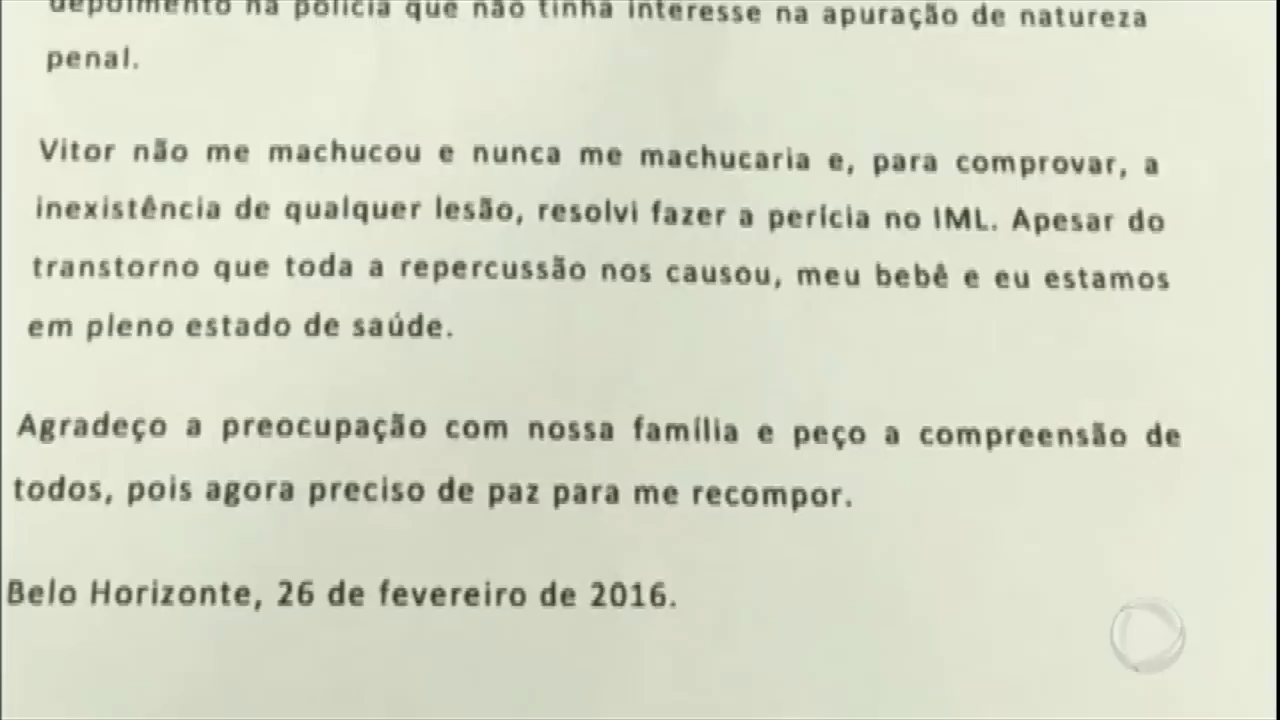 depoimento na polícia que não tinha interesse na apuração de natureza
penal.
Vitor não me machucou e nunca me machucaria e, para comprovar, a
inexistência de qualquer lesão, resolvi fazer a perícia no IML. Apesar do
transtorno que toda a repercussão nos causou, meu bebê e eu estamos
em pleno estado de saúde.
Agradeço a preocupação com nossa família e peço a compreensão de
todos, pois agora preciso de paz para me recompor.
Belo Horizonte, 26 de fevereiro de 2016.